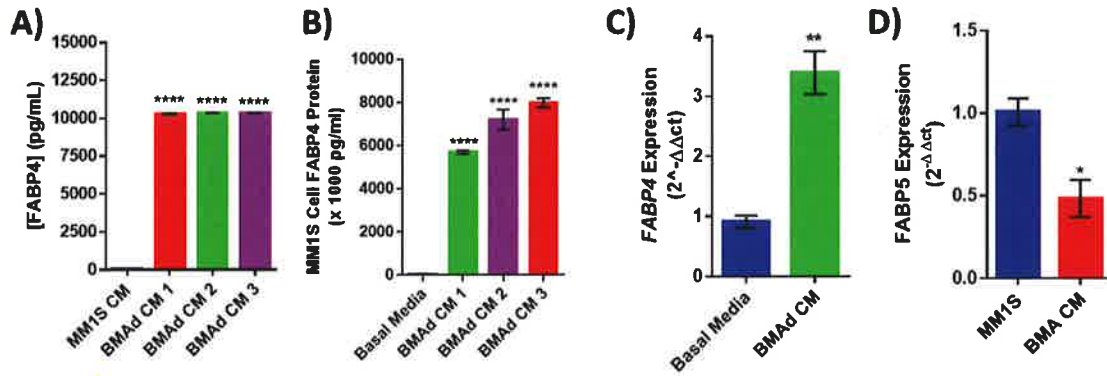 A)
[FABP4] (pg/mL)
15000
12500
10000
7500
5000
2500
0
****
****
****
MM1S CM
BMAd CM 1
BMAd CM 2
BMAd CM 3
B)
MM1S Cell FABP4 Protein
(x 1000 pg/ml)
10000
8000
6000
4000
2000
0
****
****
****
Basal Media
BMAd CM 1
BMAd CM 2
BMAd CM 3
C)
FABP4 Expression
(2^-ΔΔct)
4
3
2
1
0
**
Basal Media
BMAd CM
D)
FABP5 Expression
(2-ΔΔct)
1.5
1.0
0.5
0.0
*
MM1S
BMA CM